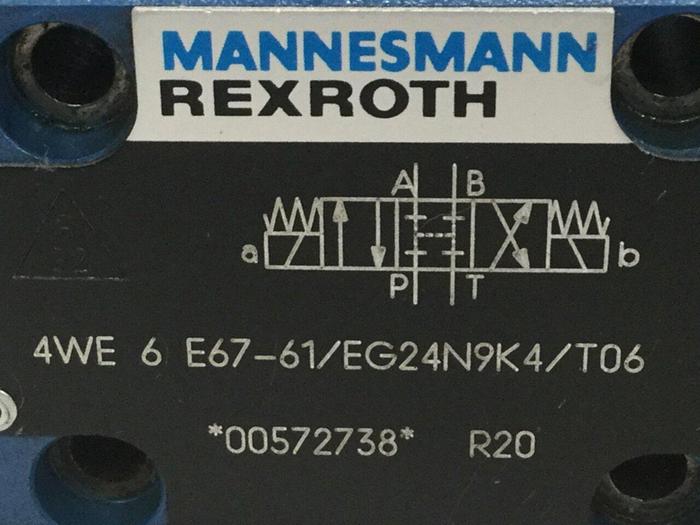 MANNESMANN
REXROTH
A B
a b
P T
4WE 6 E67-61/EG24N9K4/T06
*00572738* R20